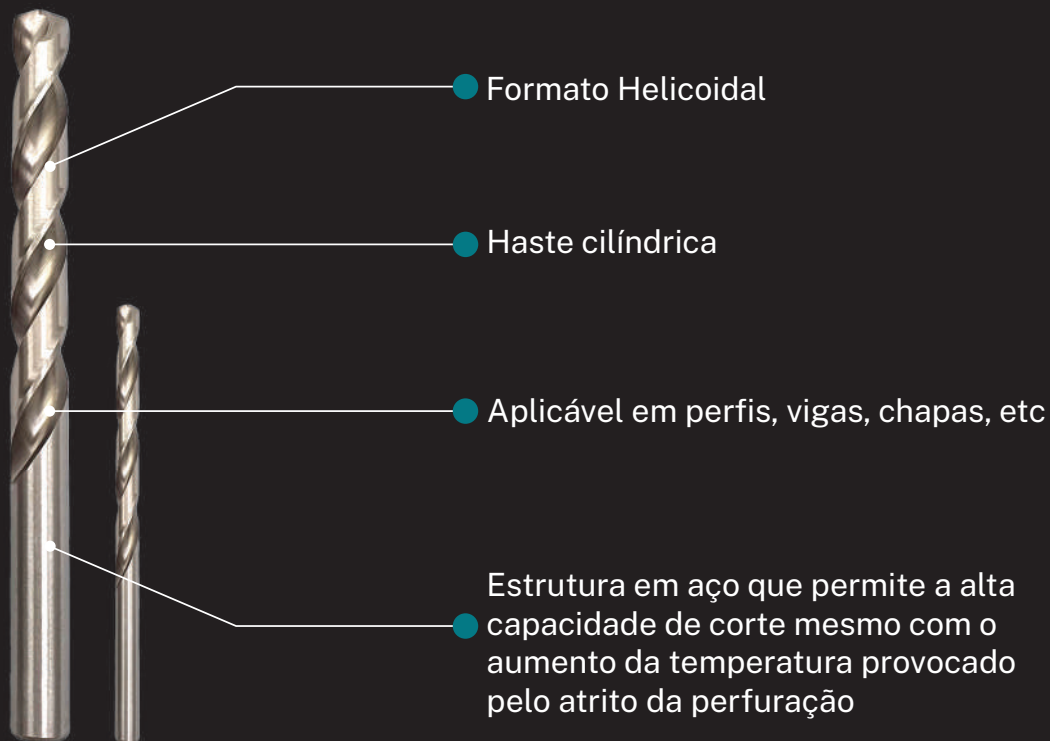 Formato Helicoidal
Haste cilíndrica
Aplicável em perfis, vigas, chapas, etc
Estrutura em aço que permite a alta
capacidade de corte mesmo com o
aumento da temperatura provocado
pelo atrito da perfuração